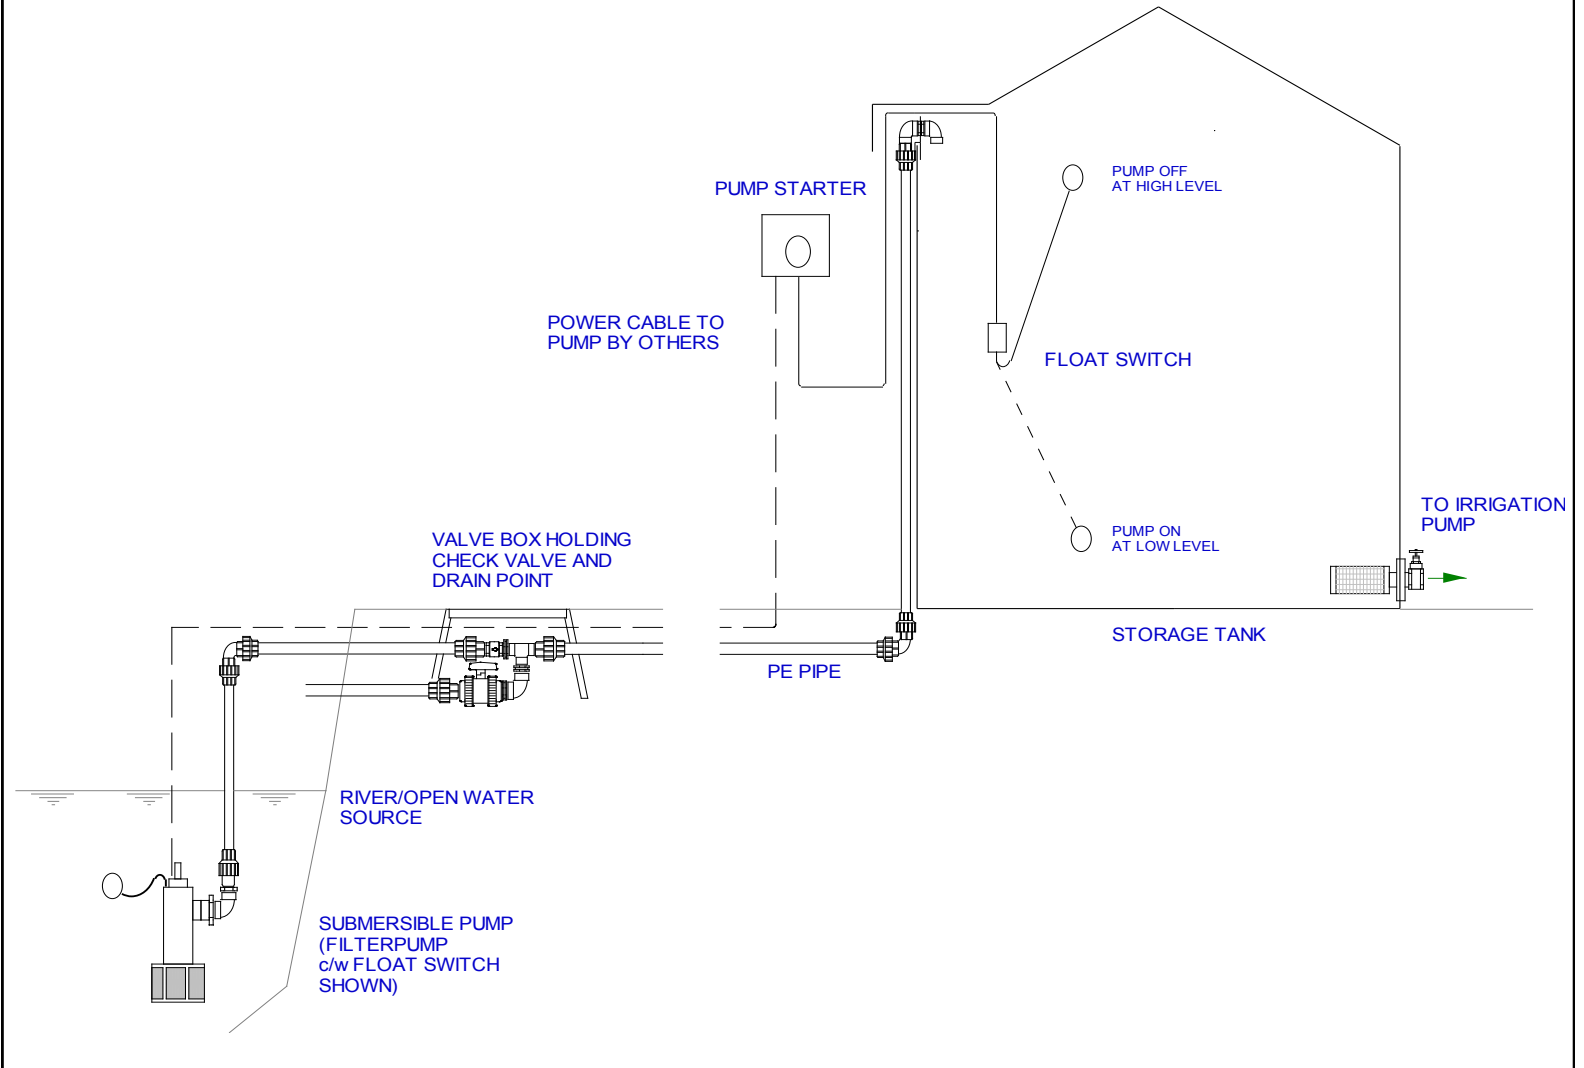 PUMP OFF
AT HIGH LEVEL
PUMP STARTER
POWER CABLE TO
PUMP BY OTHERS
FLOAT SWITCH
TO IRRIGATION
PUMP
PUMP ON
AT LOW LEVEL
VALVE BOX HOLDING
CHECK VALVE AND
DRAIN POINT
STORAGE TANK
PE PIPE
RIVER/OPEN WATER
SOURCE
SUBMERSIBLE PUMP
(FILTERPUMP
c/w FLOAT SWITCH
SHOWN)